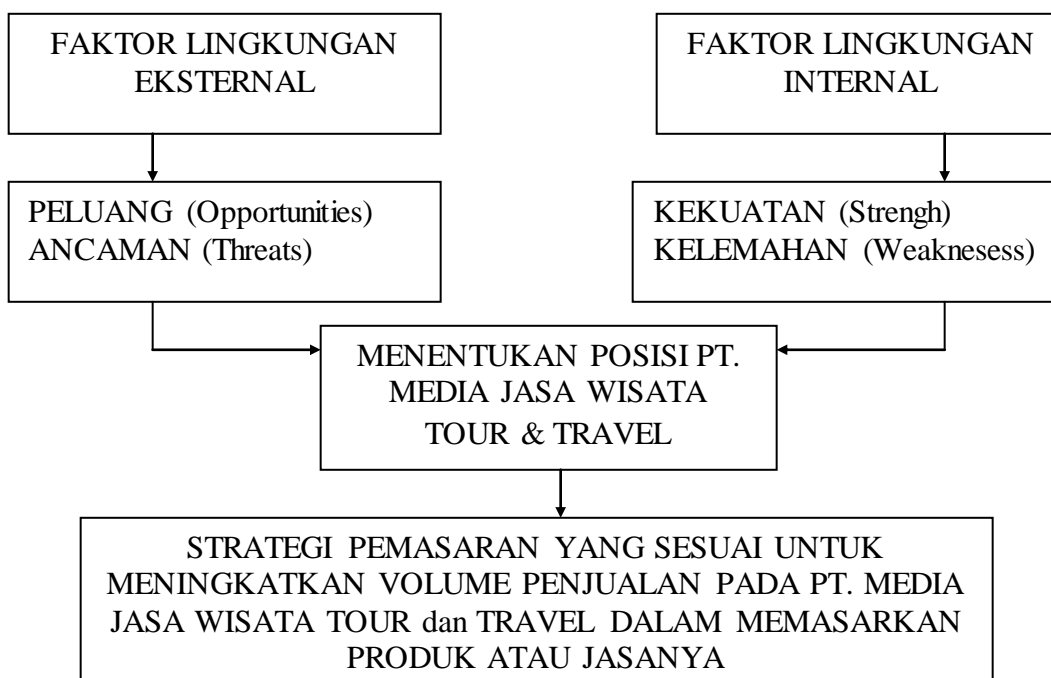 FAKTOR LINGKUNGAN
EKSTERNAL
FAKTOR LINGKUNGAN
INTERNAL
PELUANG (Opportunities)
ANCAMAN (Threats)
KEKUATAN (Strengh)
KELEMAHAN (Weaknesess)
MENENTUKAN POSISI PT.
MEDIA JASA WISATA
TOUR & TRAVEL
STRATEGI PEMASARAN YANG SESUAI UNTUK
MENINGKATKAN VOLUME PENJUALAN PADA PT. MEDIA
JASA WISATA TOUR dan TRAVEL DALAM MEMASARKAN
PRODUK ATAU JASANYA